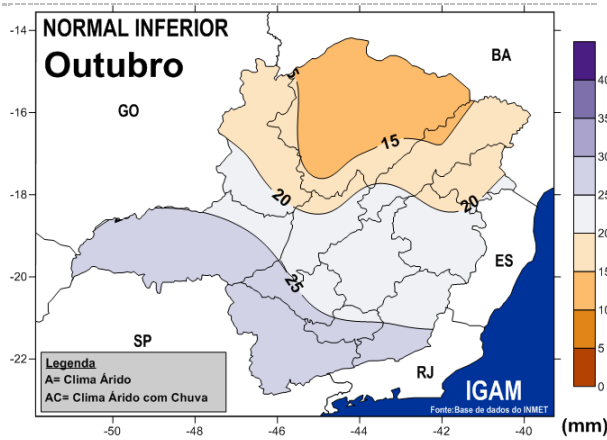 NORMAL INFERIOR
Outubro
BA
GO
ES
SP
RJ
15
15
20
20
25
-14
-16
-18
-20
-22
-50
-48
-46
-44
-42
-40
Legenda
A= Clima Árido
AC= Clima Árido com Chuva
IGAM
Fonte:Base de dados do INMET
40
35
30
25
20
15
10
5
0
(mm)